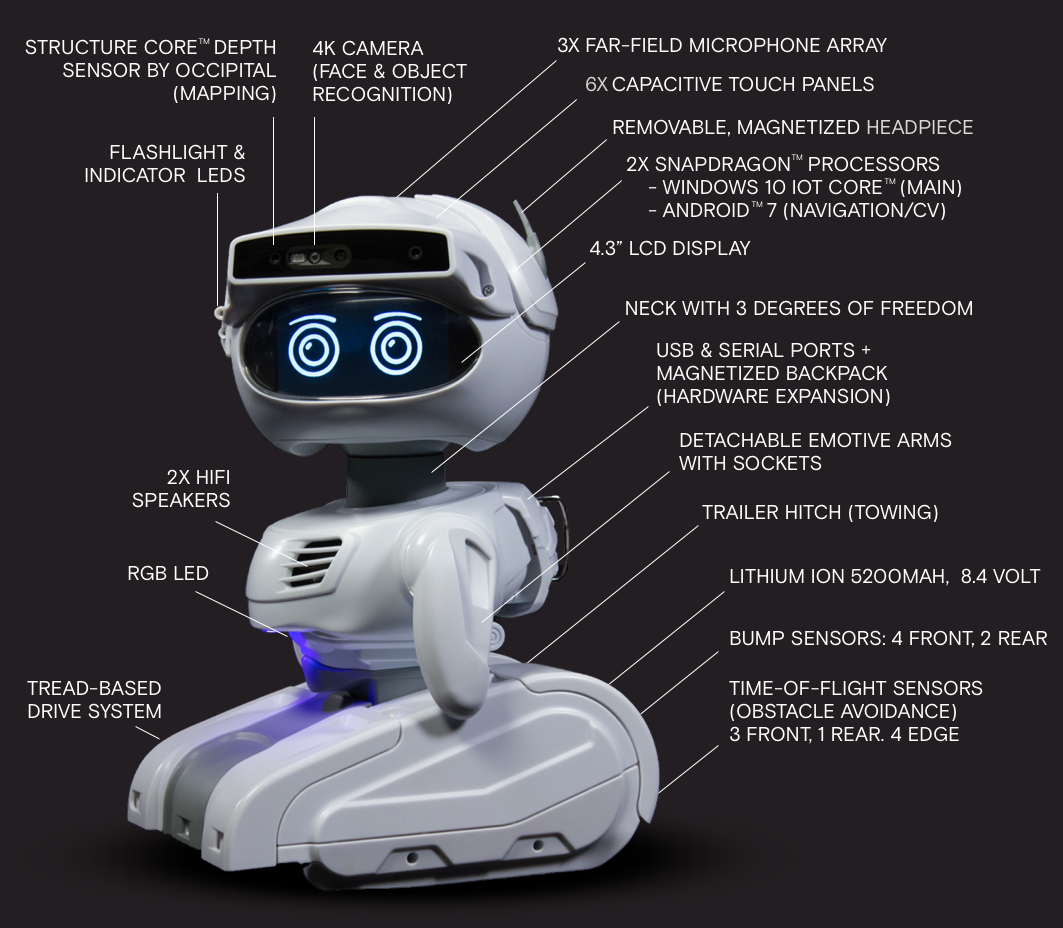 STRUCTURE CORE™ DEPTH
SENSOR BY OCCIPITAL
(MAPPING)
4K CAMERA
(FACE & OBJECT
RECOGNITION)
FLASHLIGHT &
INDICATOR LEDS
3X FAR-FIELD MICROPHONE ARRAY
6X CAPACITIVE TOUCH PANELS
REMOVABLE, MAGNETIZED HEADPIECE
2X SNAPDRAGON™ PROCESSORS
- WINDOWS 10 IOT CORE™ (MAIN)
- ANDROID™ 7 (NAVIGATION/CV)
4.3” LCD DISPLAY
NECK WITH 3 DEGREES OF FREEDOM
USB & SERIAL PORTS +
MAGNETIZED BACKPACK
(HARDWARE EXPANSION)
DETACHABLE EMOTIVE ARMS
WITH SOCKETS
2X HIFI
SPEAKERS
TRAILER HITCH (TOWING)
RGB LED
LITHIUM ION 5200MAH, 8.4 VOLT
BUMP SENSORS: 4 FRONT, 2 REAR
TREAD-BASED
DRIVE SYSTEM
TIME-OF-FLIGHT SENSORS
(OBSTACLE AVOIDANCE)
3 FRONT, 1 REAR. 4 EDGE